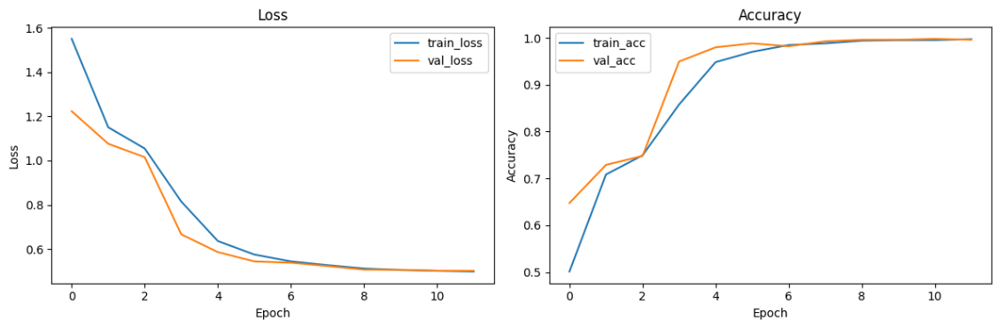 Loss
1.6
1.4
1.2
1.0
0.8
0.6
Loss
train_loss
val_loss
0 2 4 6 8 10
Epoch
Accuracy
1.0
0.9
0.8
0.7
0.6
0.5
Accuracy
train_acc
val_acc
0 2 4 6 8 10
Epoch